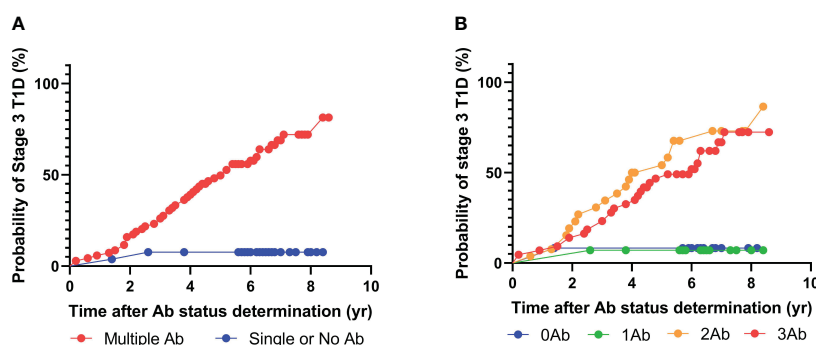 A
Probability of Stage 3 T1D (%)
100
50
0
0 2 4 6 8 10
Time after Ab status determination (yr)
Multiple Ab Single or No Ab
B
Probability of stage 3 T1D (%)
100
50
0
0 2 4 6 8 10
Time after Ab status determination (yr)
0Ab 1Ab 2Ab 3Ab